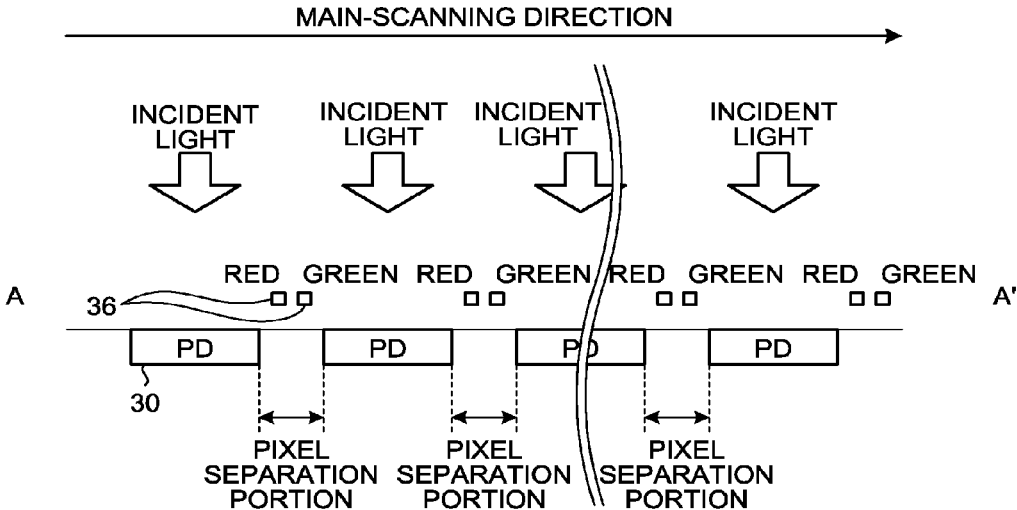 MAIN-SCANNING DIRECTION
INCIDENT LIGHT INCIDENT LIGHT INCIDENT LIGHT INCIDENT LIGHT
RED GREEN RED GREEN RED GREEN RED GREEN
A 36 A'
PD PD PD PD
30
PIXEL SEPARATION PORTION PIXEL SEPARATION PORTION PIXEL SEPARATION PORTION